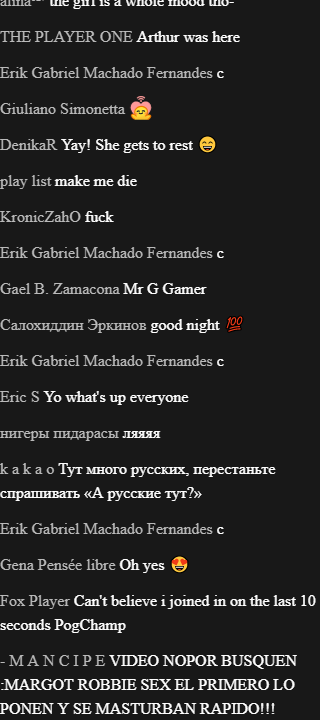 alina~~ the girl is a whole mood tho-
THE PLAYER ONE Arthur was here
Erik Gabriel Machado Fernandes c
Giuliano Simonetta
DenikaR Yay! She gets to rest 😄
play list make me die
KronicZahO fuck
Erik Gabriel Machado Fernandes c
Gael B. Zamacona Mr G Gamer
Салохиддин Эркинов good night 💯
Erik Gabriel Machado Fernandes c
Eric S Yo what's up everyone
нигеры пидарасы ляяяя
k a k a o Тут много русских, перестаньте
спрашивать «А русские тут?»
Erik Gabriel Machado Fernandes c
Gena Pensée libre Oh yes 😍
Fox Player Can't believe i joined in on the last 10
seconds PogChamp
- M A N C I P E VIDEO NOPOR BUSQUEN
:MARGOT ROBBIE SEX EL PRIMERO LO
PONEN Y SE MASTURBAN RAPIDO!!!